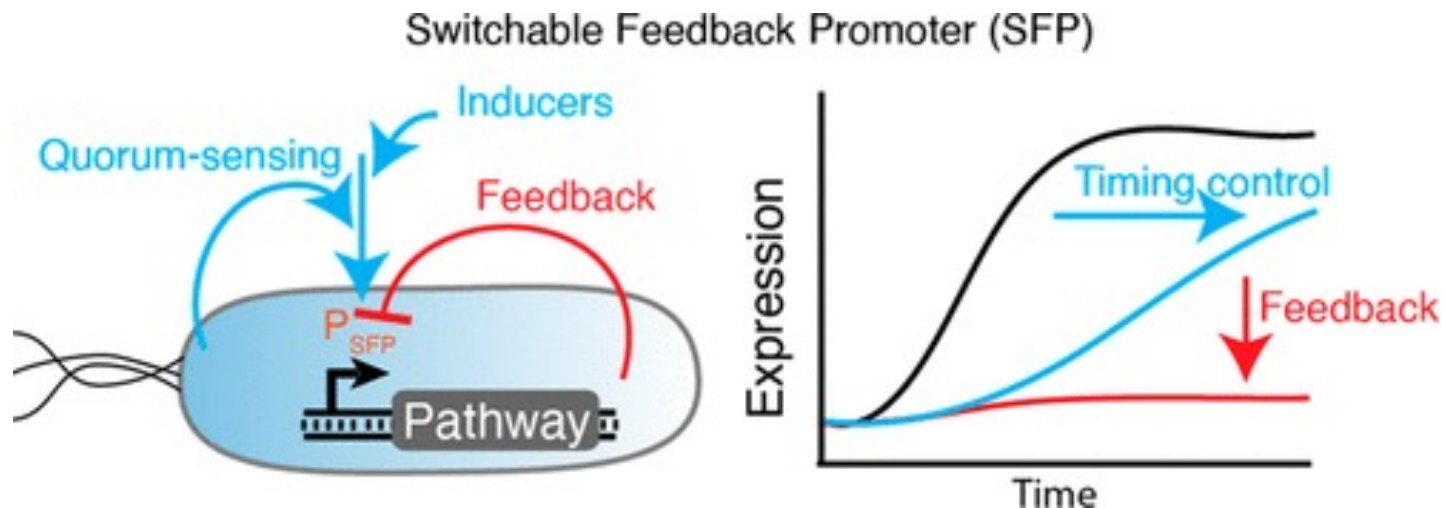 Switchable Feedback Promoter (SFP)
Inducers
Quorum-sensing
Feedback
P SFP
Pathway
Expression
Timing control
Feedback
Time